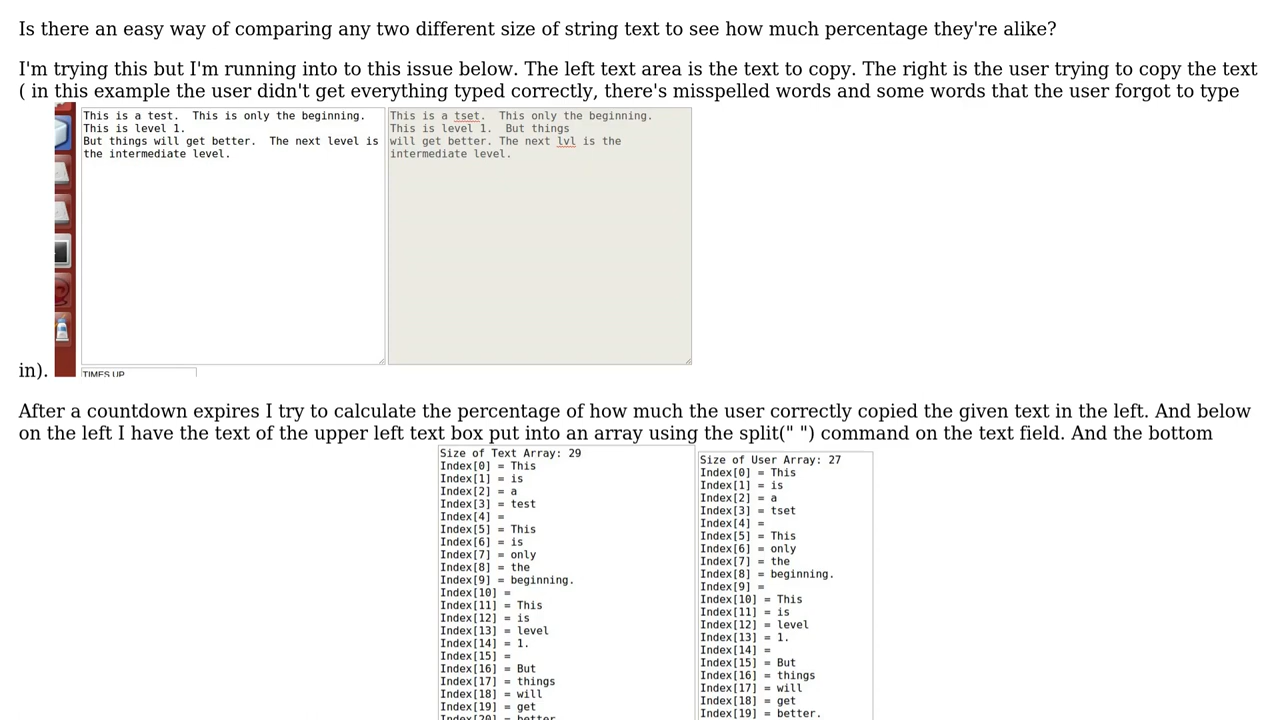 Is there an easy way of comparing any two different size of string text to see how much percentage they're alike?
I'm trying this but I'm running into to this issue below. The left text area is the text to copy. The right is the user trying to copy the text
( in this example the user didn't get everything typed correctly, there's misspelled words and some words that the user forgot to type
This is a test.  This is only the beginning.
This is level 1.
But things will get better.  The next level is
the intermediate level.
This is a tset.  This only the beginning.
This is level 1.  But things
will get better. The next lvl is the
intermediate level.
in).
TIMES UP
After a countdown expires I try to calculate the percentage of how much the user correctly copied the given text in the left. And below
on the left I have the text of the upper left text box put into an array using the split(" ") command on the text field. And the bottom
Size of Text Array: 29
Index[0] = This
Index[1] = is
Index[2] = a
Index[3] = test
Index[4] =
Index[5] = This
Index[6] = is
Index[7] = only
Index[8] = the
Index[9] = beginning.
Index[10] =
Index[11] = This
Index[12] = is
Index[13] = level
Index[14] = 1.
Index[15] =
Index[16] = But
Index[17] = things
Index[18] = will
Index[19] = get
Index[20] = better
Size of User Array: 27
Index[0] = This
Index[1] = is
Index[2] = a
Index[3] = tset
Index[4] =
Index[5] = This
Index[6] = only
Index[7] = the
Index[8] = beginning.
Index[9] =
Index[10] = This
Index[11] = is
Index[12] = level
Index[13] = 1.
Index[14] =
Index[15] = But
Index[16] = things
Index[17] = will
Index[18] = get
Index[19] = better.